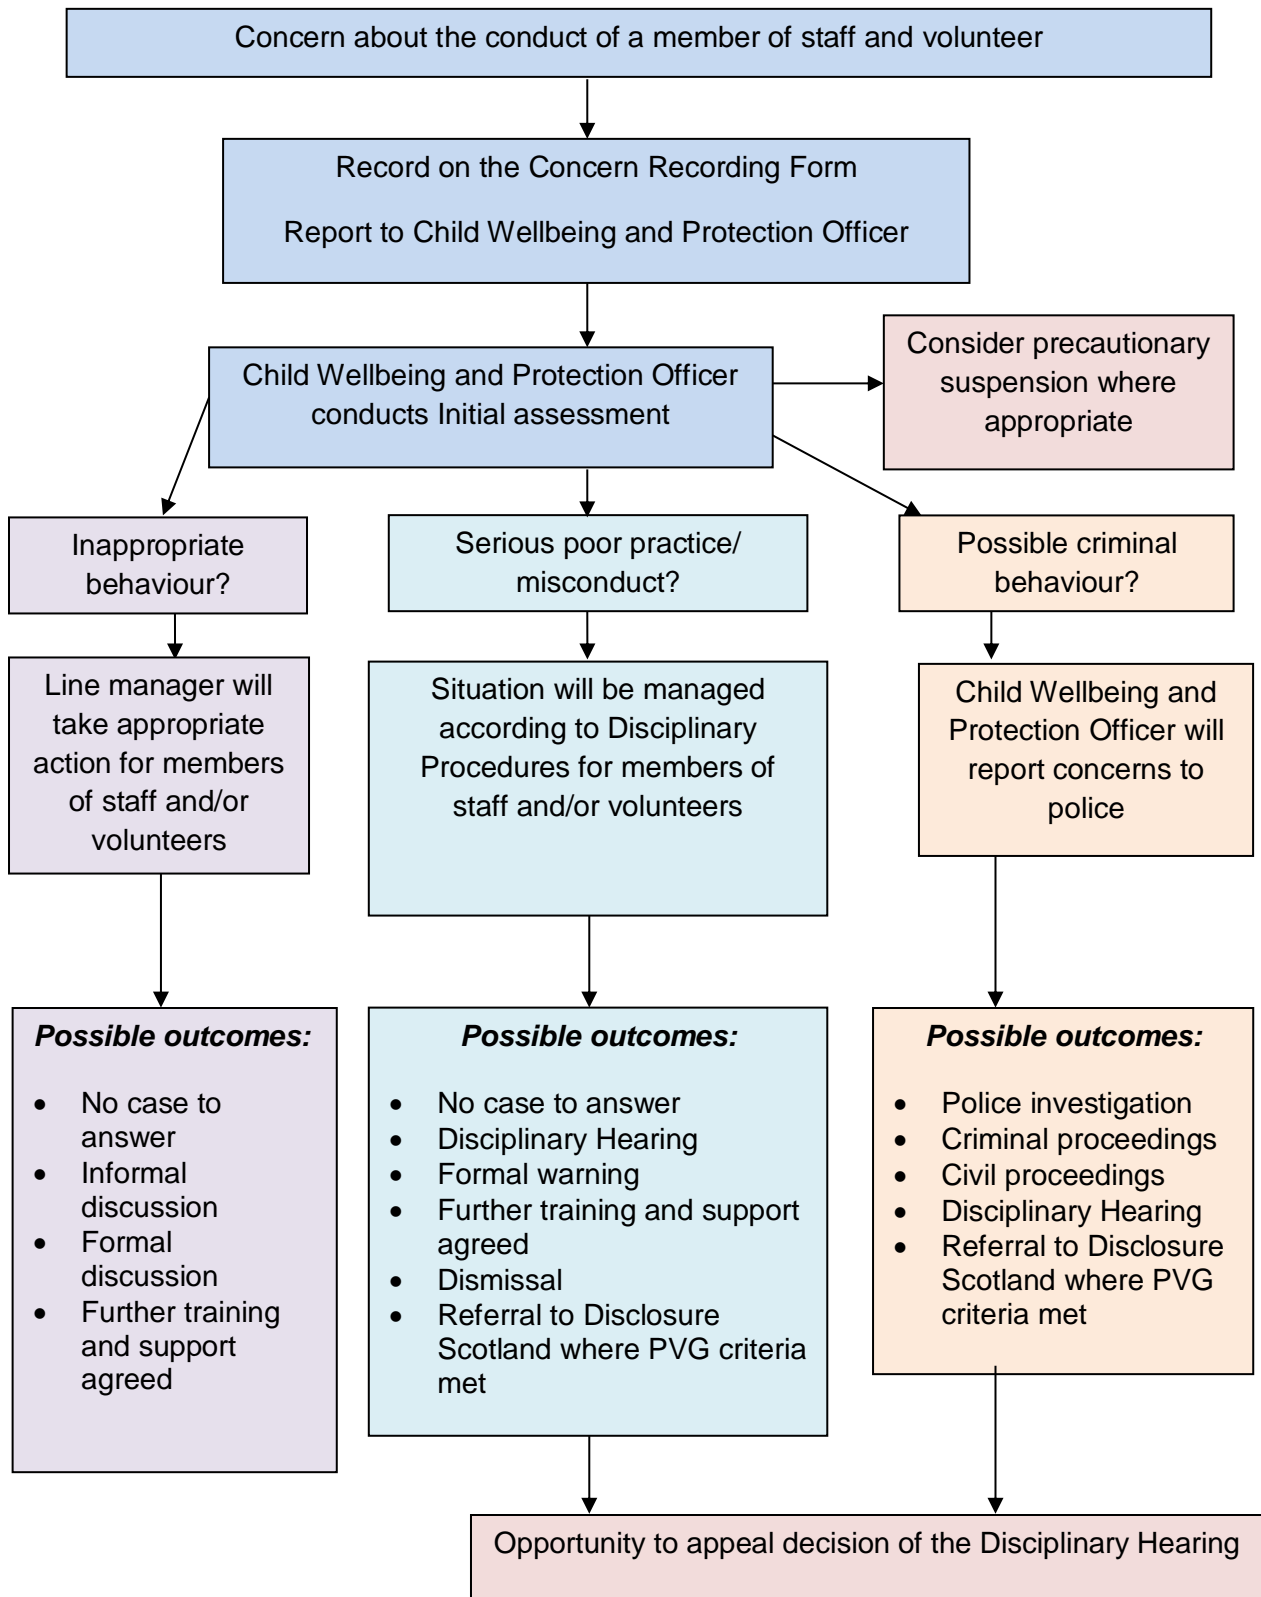 Concern about the conduct of a member of staff and volunteer
Record on the Concern Recording Form
Report to Child Wellbeing and Protection Officer
Child Wellbeing and Protection Officer
conducts Initial assessment
Consider precautionary
suspension where
appropriate
Inappropriate
behaviour?
Serious poor practice/
misconduct?
Possible criminal
behaviour?
Line manager will
take appropriate
action for members
of staff and/or
volunteers
Situation will be managed
according to Disciplinary
Procedures for members of
staff and/or volunteers
Child Wellbeing and
Protection Officer will
report concerns to
police
Possible outcomes:
• No case to
answer
• Informal
discussion
• Formal
discussion
• Further training
and support
agreed
Possible outcomes:
• No case to answer
• Disciplinary Hearing
• Formal warning
• Further training and support
agreed
• Dismissal
• Referral to Disclosure
Scotland where PVG criteria
met
Possible outcomes:
• Police investigation
• Criminal proceedings
• Civil proceedings
• Disciplinary Hearing
• Referral to Disclosure
Scotland where PVG
criteria met
Opportunity to appeal decision of the Disciplinary Hearing